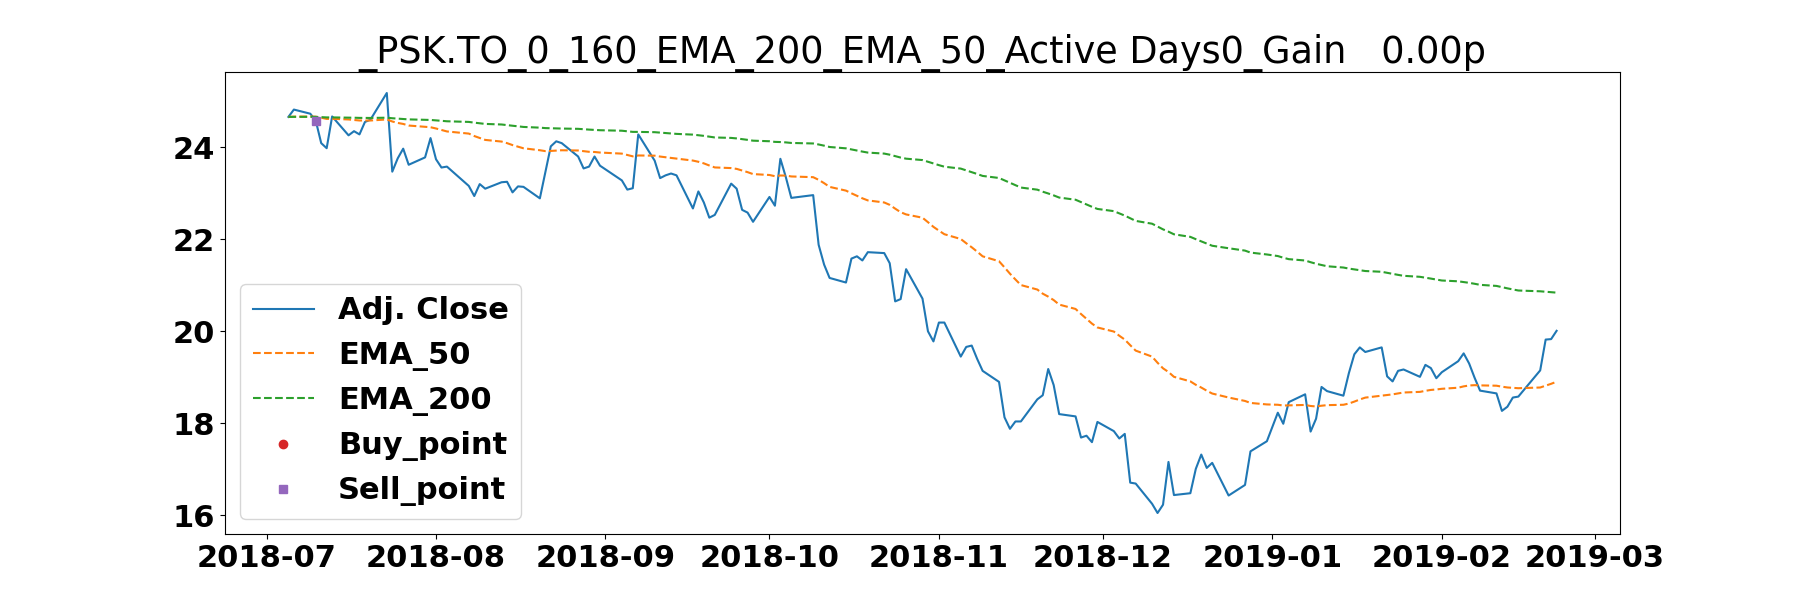 _PSK.TO_0_160_EMA_200_EMA_50_Active Days0_Gain   0.00p
24
22
20
18
16
Adj. Close
EMA_50
EMA_200
Buy_point
Sell_point
2018-07 2018-08 2018-09 2018-10 2018-11 2018-12 2019-01 2019-02 2019-03